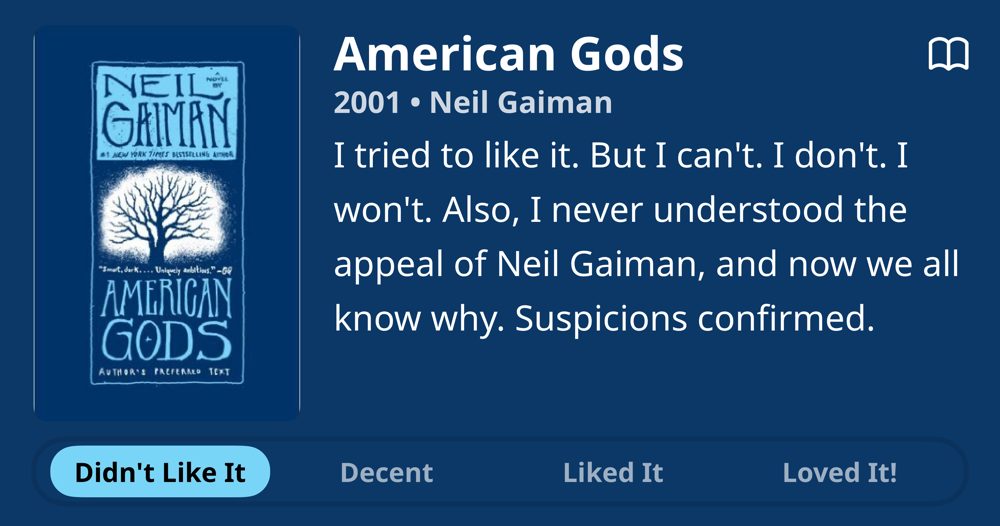 NEIL
A NOVEL BY
GAIMAN
#1 NEW YORK TIMES BESTSELLING AUTHOR
"Smart, dark.... Uniquely ambitious." —GQ
AMERICAN
GODS
AUTHOR'S PREFERRED TEXT
American Gods
2001 • Neil Gaiman
I tried to like it. But I can't. I don't. I
won't. Also, I never understood the
appeal of Neil Gaiman, and now we all
know why. Suspicions confirmed.
Didn't Like It
Decent
Liked It
Loved It!